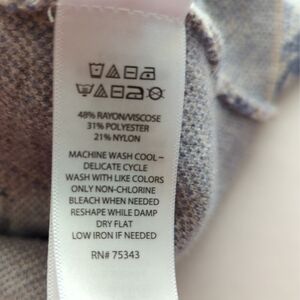 48% RAYON/VISCOSE
31% POLYESTER
21% NYLON
MACHINE WASH COOL~
DELICATE CYCLE
WASH WITH LIKE COLORS
ONLY NON-CHLORINE
BLEACH WHEN NEEDED
RESHAPE WHILE DAMP
DRY FLAT
LOW IRON IF NEEDED
RN# 75343